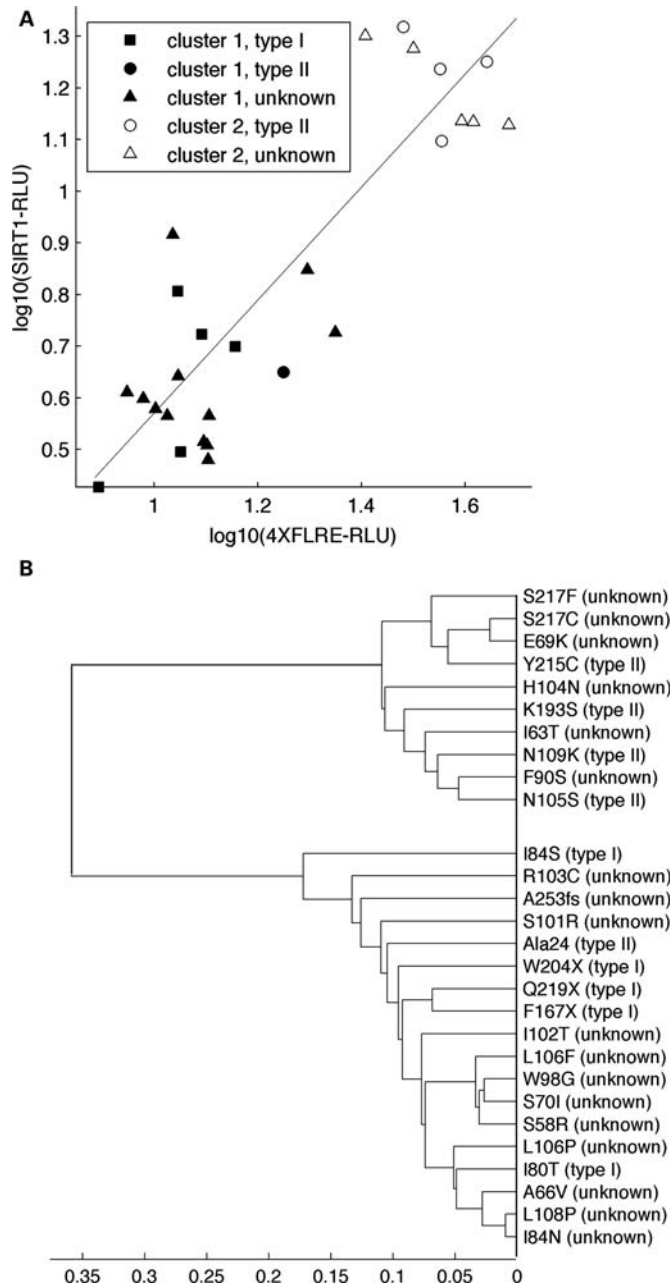 A
cluster 1, type I
cluster 1, type II
cluster 1, unknown
cluster 2, type II
cluster 2, unknown
1.3
1.2
1.1
1
0.9
0.8
0.7
0.6
0.5
log10(SIRT1-RLU)
1 1.2 1.4 1.6
log10(4XFLRE-RLU)
B
S217F (unknown)
S217C (unknown)
E69K (unknown)
Y215C (type II)
H104N (unknown)
K193S (type II)
I63T (unknown)
N109K (type II)
F90S (unknown)
N105S (type II)
I84S (type I)
R103C (unknown)
A253fs (unknown)
S101R (unknown)
Ala24 (type II)
W204X (type I)
Q219X (type I)
F167X (type I)
I102T (unknown)
L106F (unknown)
W98G (unknown)
S70I (unknown)
S58R (unknown)
L106P (unknown)
I80T (type I)
A66V (unknown)
L108P (unknown)
I84N (unknown)
0.35 0.3 0.25 0.2 0.15 0.1 0.05 0